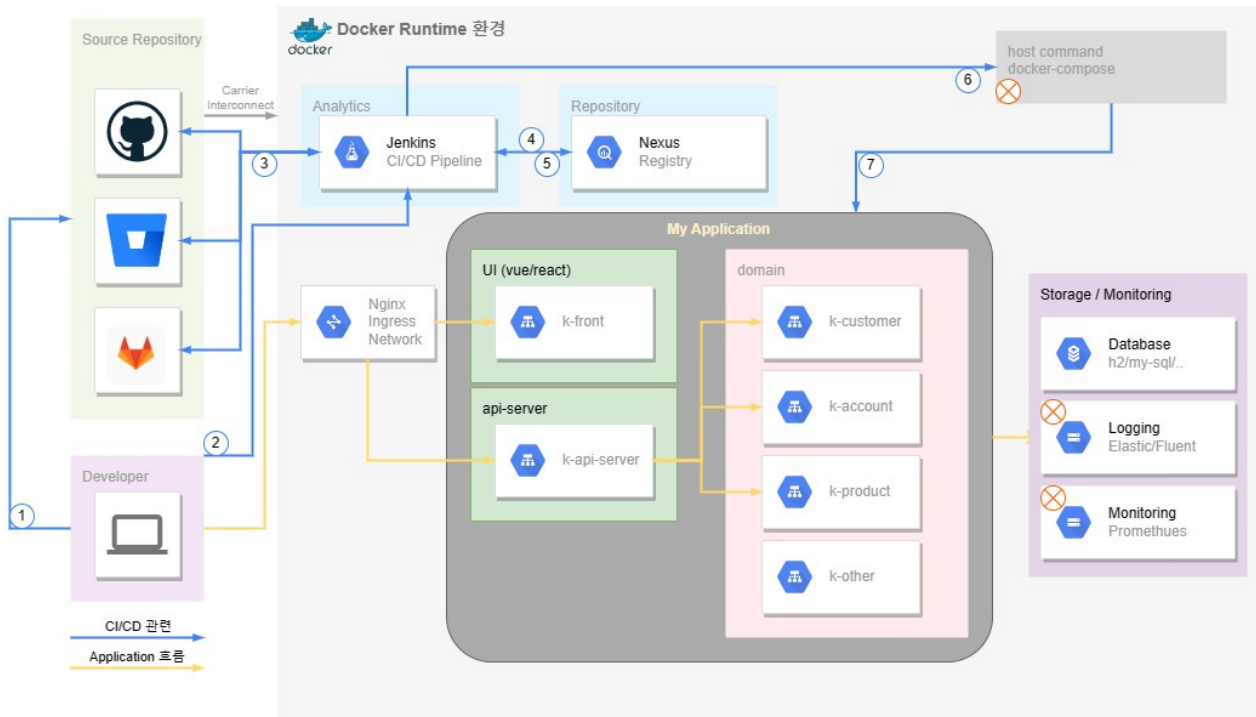 Source Repository
docker
Docker Runtime 환경
Carrier
Interconnect
Analytics
Jenkins
CI/CD Pipeline
Repository
Nexus
Registry
host command
docker-compose
6
3
4
5
7
My Application
UI (vue/react)
k-front
api-server
k-api-server
domain
k-customer
k-account
k-product
k-other
Nginx
Ingress
Network
Storage / Monitoring
Database
h2/my-sql/..
Logging
Elastic/Fluent
Monitoring
Promethues
2
Developer
1
CI/CD 관련
Application 흐름